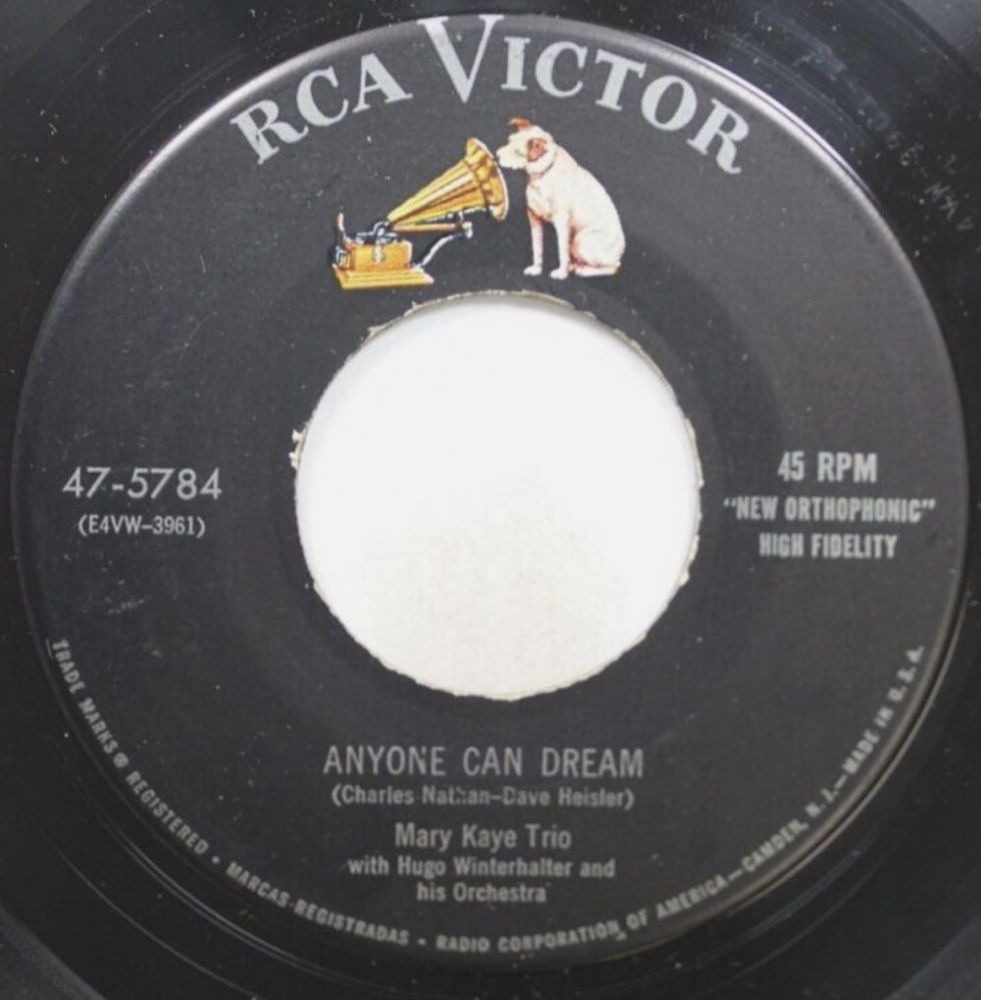 RCA VICTOR
47-5784
(E4VW-3961)
45 RPM
"NEW ORTHOPHONIC"
HIGH FIDELITY
ANYONE CAN DREAM
(Charles Nathan-Dave Heisler)
Mary Kaye Trio
with Hugo Winterhalter and
his Orchestra
TRADE MARKS ® REGISTERED • MARCAS REGISTRADAS • RADIO CORPORATION OF AMERICA—CAMDEN, N. J.—MADE IN U. S. A.